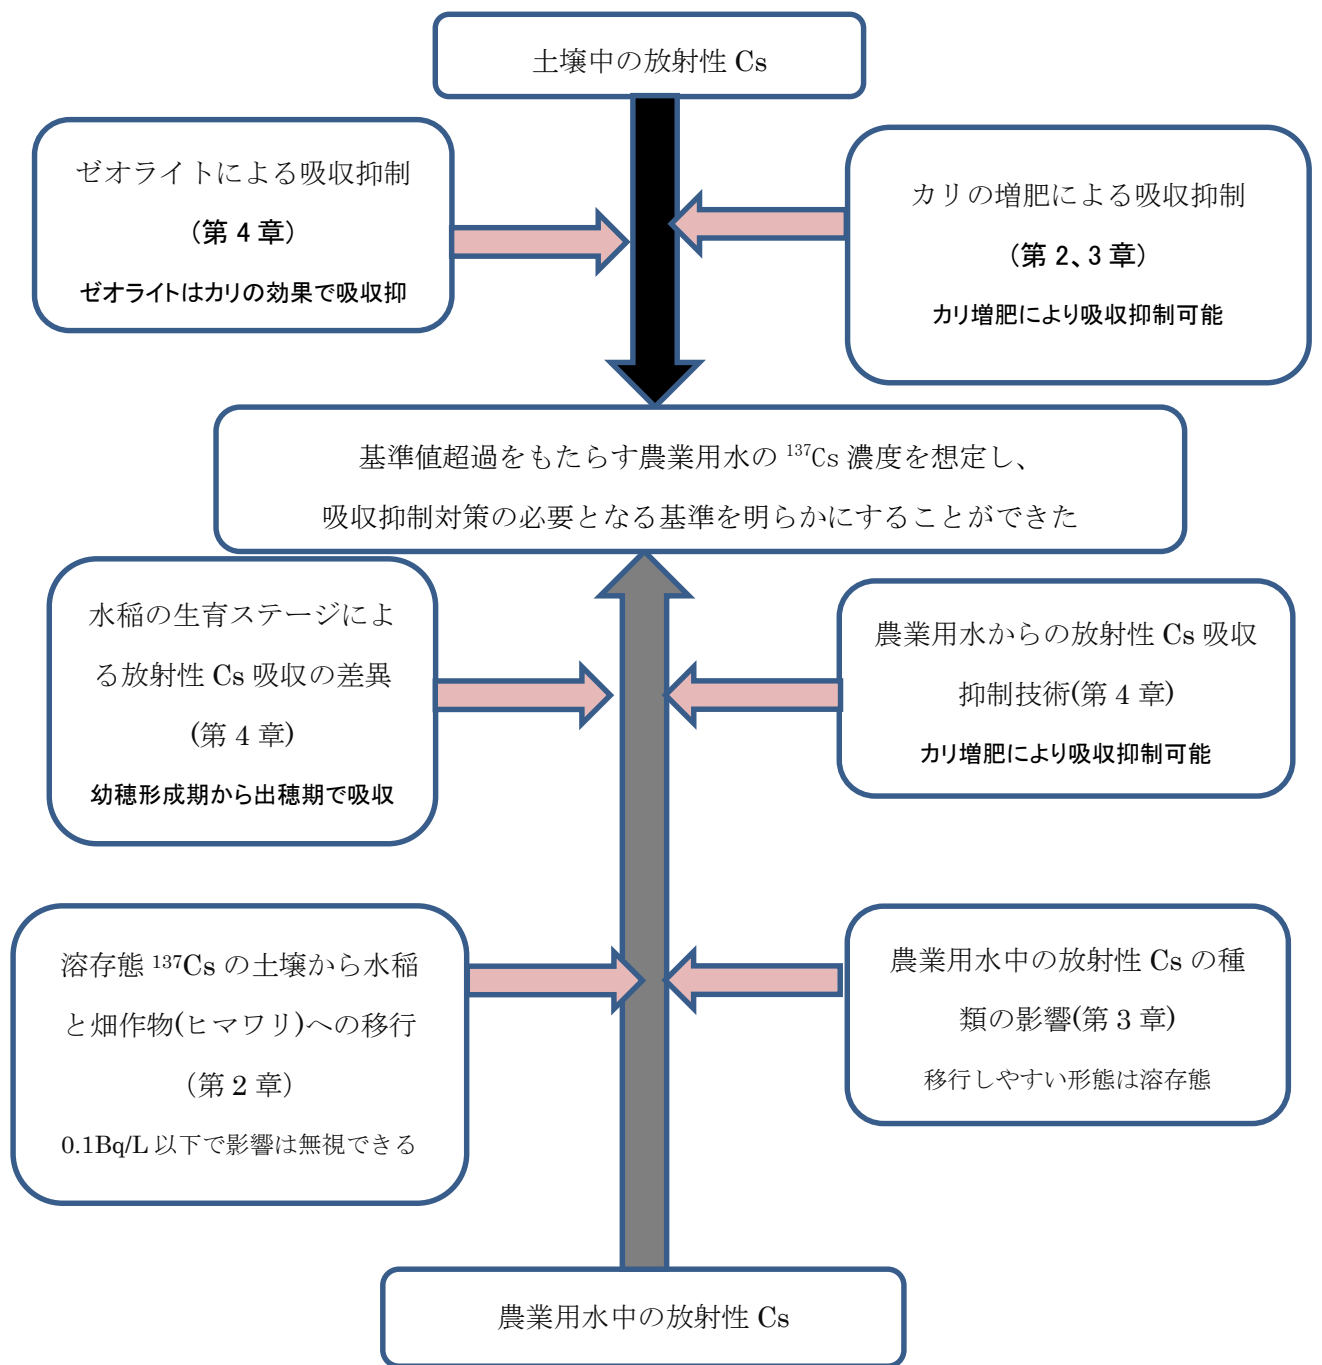 土壌中の放射性 Cs
ゼオライトによる吸収抑制
（第 4 章）
ゼオライトはカリの効果で吸収抑
カリの増肥による吸収抑制
（第 2、3 章）
カリ増肥により吸収抑制可能
基準値超過をもたらす農業用水の ¹³⁷Cs 濃度を想定し、
吸収抑制対策の必要となる基準を明らかにすることができた
水稲の生育ステージによ
る放射性 Cs 吸収の差異
(第 4 章)
幼穂形成期から出穂期で吸収
農業用水からの放射性 Cs 吸収
抑制技術(第 4 章)
カリ増肥により吸収抑制可能
溶存態 ¹³⁷Cs の土壌から水稲
と畑作物(ヒマワリ)への移行
（第 2 章）
0.1Bq/L 以下で影響は無視できる
農業用水中の放射性 Cs の種
類の影響(第 3 章)
移行しやすい形態は溶存態
農業用水中の放射性 Cs